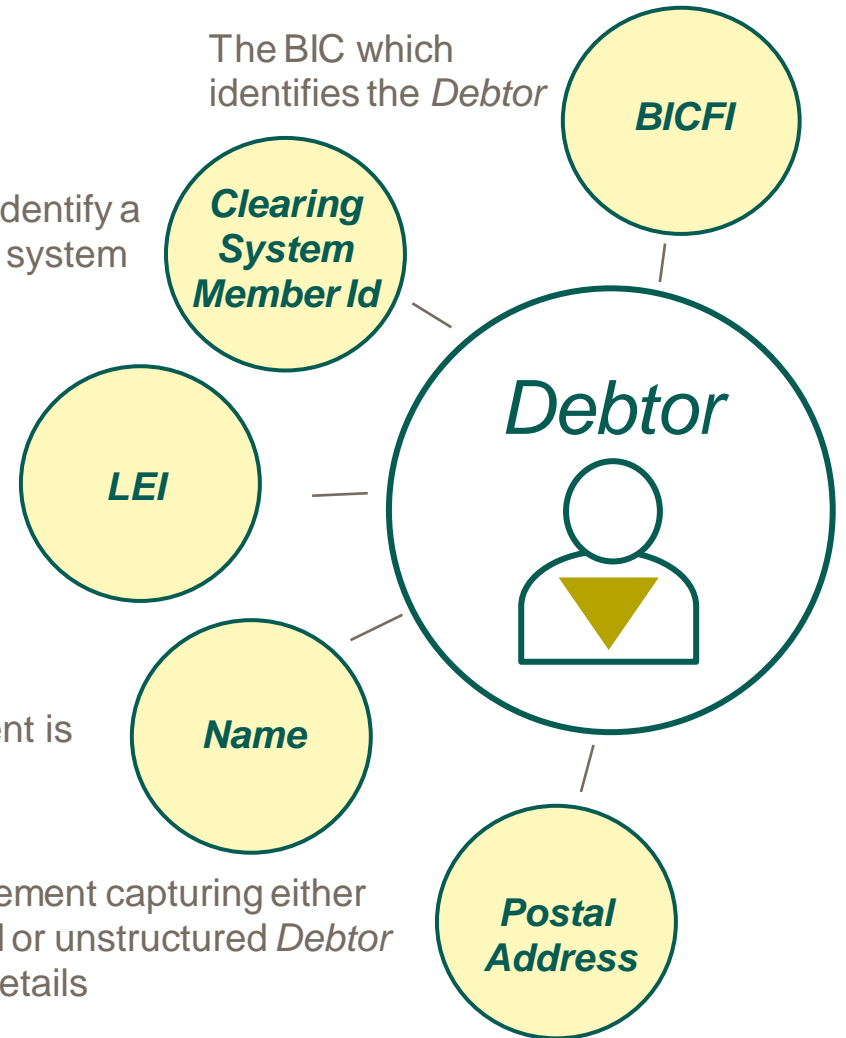 The BIC which
identifies the Debtor
BICFI
dentify a
system
Clearing
System
Member Id
Debtor
LEI
ent is
Name
ement capturing either
or unstructured Debtor
etails
Postal
Address